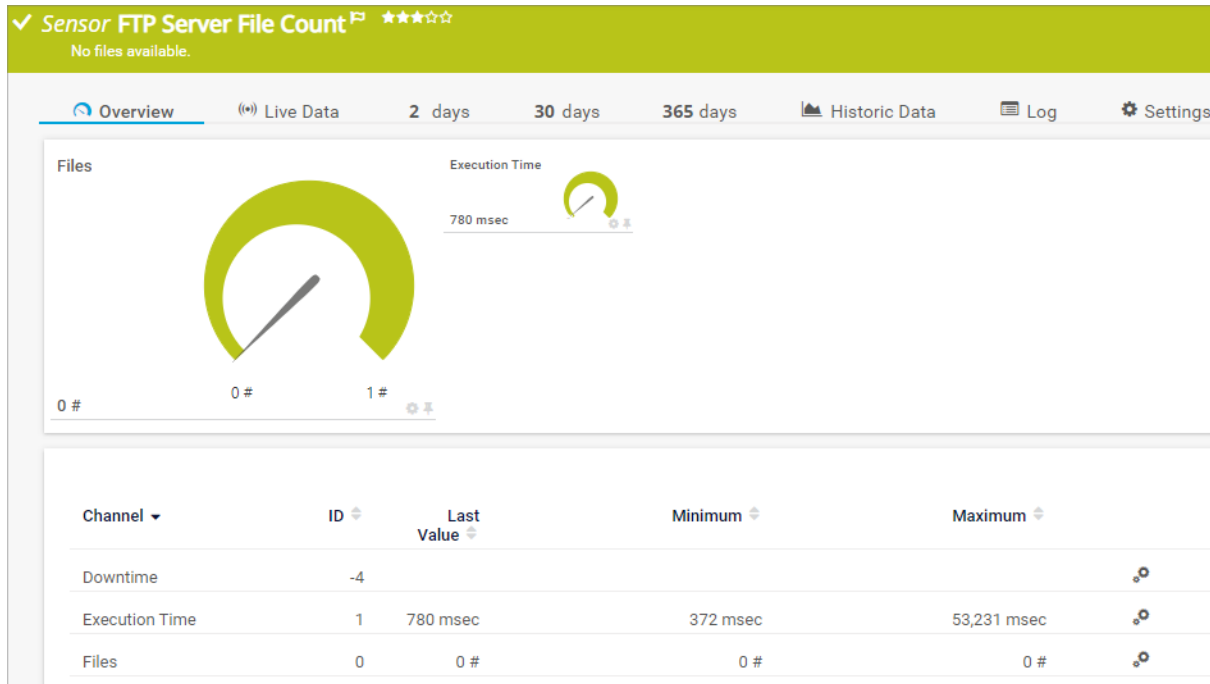 Sensor FTP Server File Count
No files available.
Overview Live Data 2 days 30 days 365 days Historic Data Log Settings
Files
Execution Time
780 msec
0 # 1 #
0 #
Channel ID Last Value Minimum Maximum
Downtime -4
Execution Time 1 780 msec 372 msec 53,231 msec
Files 0 0 # 0 # 0 #